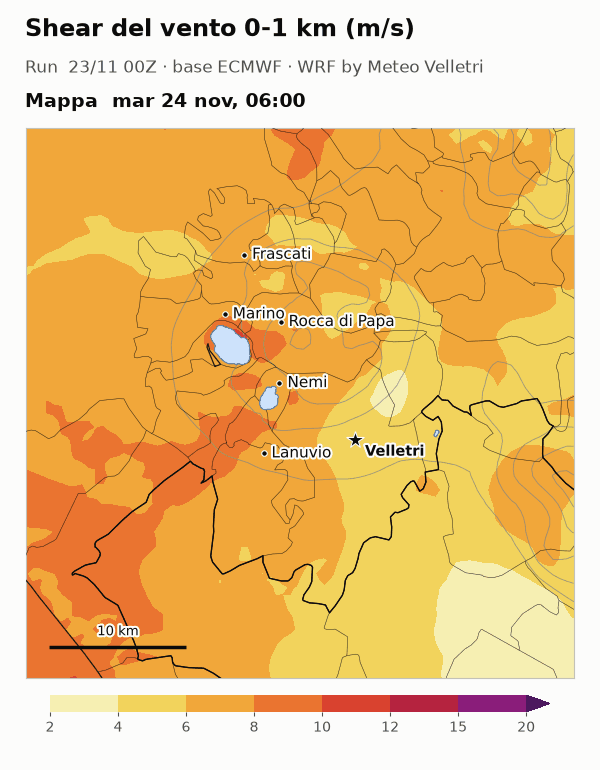 Shear del vento 0-1 km (m/s)
Run  23/11 00Z · base ECMWF · WRF by Meteo Velletri
Mappa  mar 24 nov, 06:00
Frascati
Marino
Rocca di Papa
Nemi
Velletri
Lanuvio
10 km
2 4 6 8 10 12 15 20